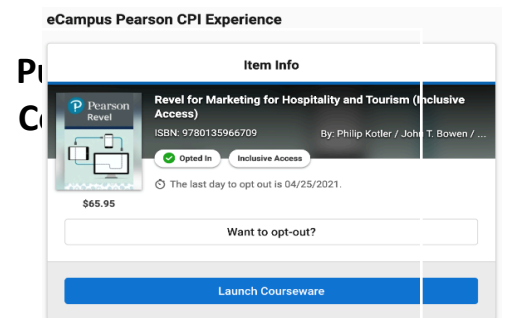 eCampus Pearson CPI Experience
Item Info
Pearson
Revel
Revel for Marketing for Hospitality and Tourism (Inclusive
Access)
ISBN: 9780135966709
By: Philip Kotler / John T. Bowen / ...
Opted In
Inclusive Access
The last day to opt out is 04/25/2021.
$65.95
Want to opt-out?
Launch Courseware